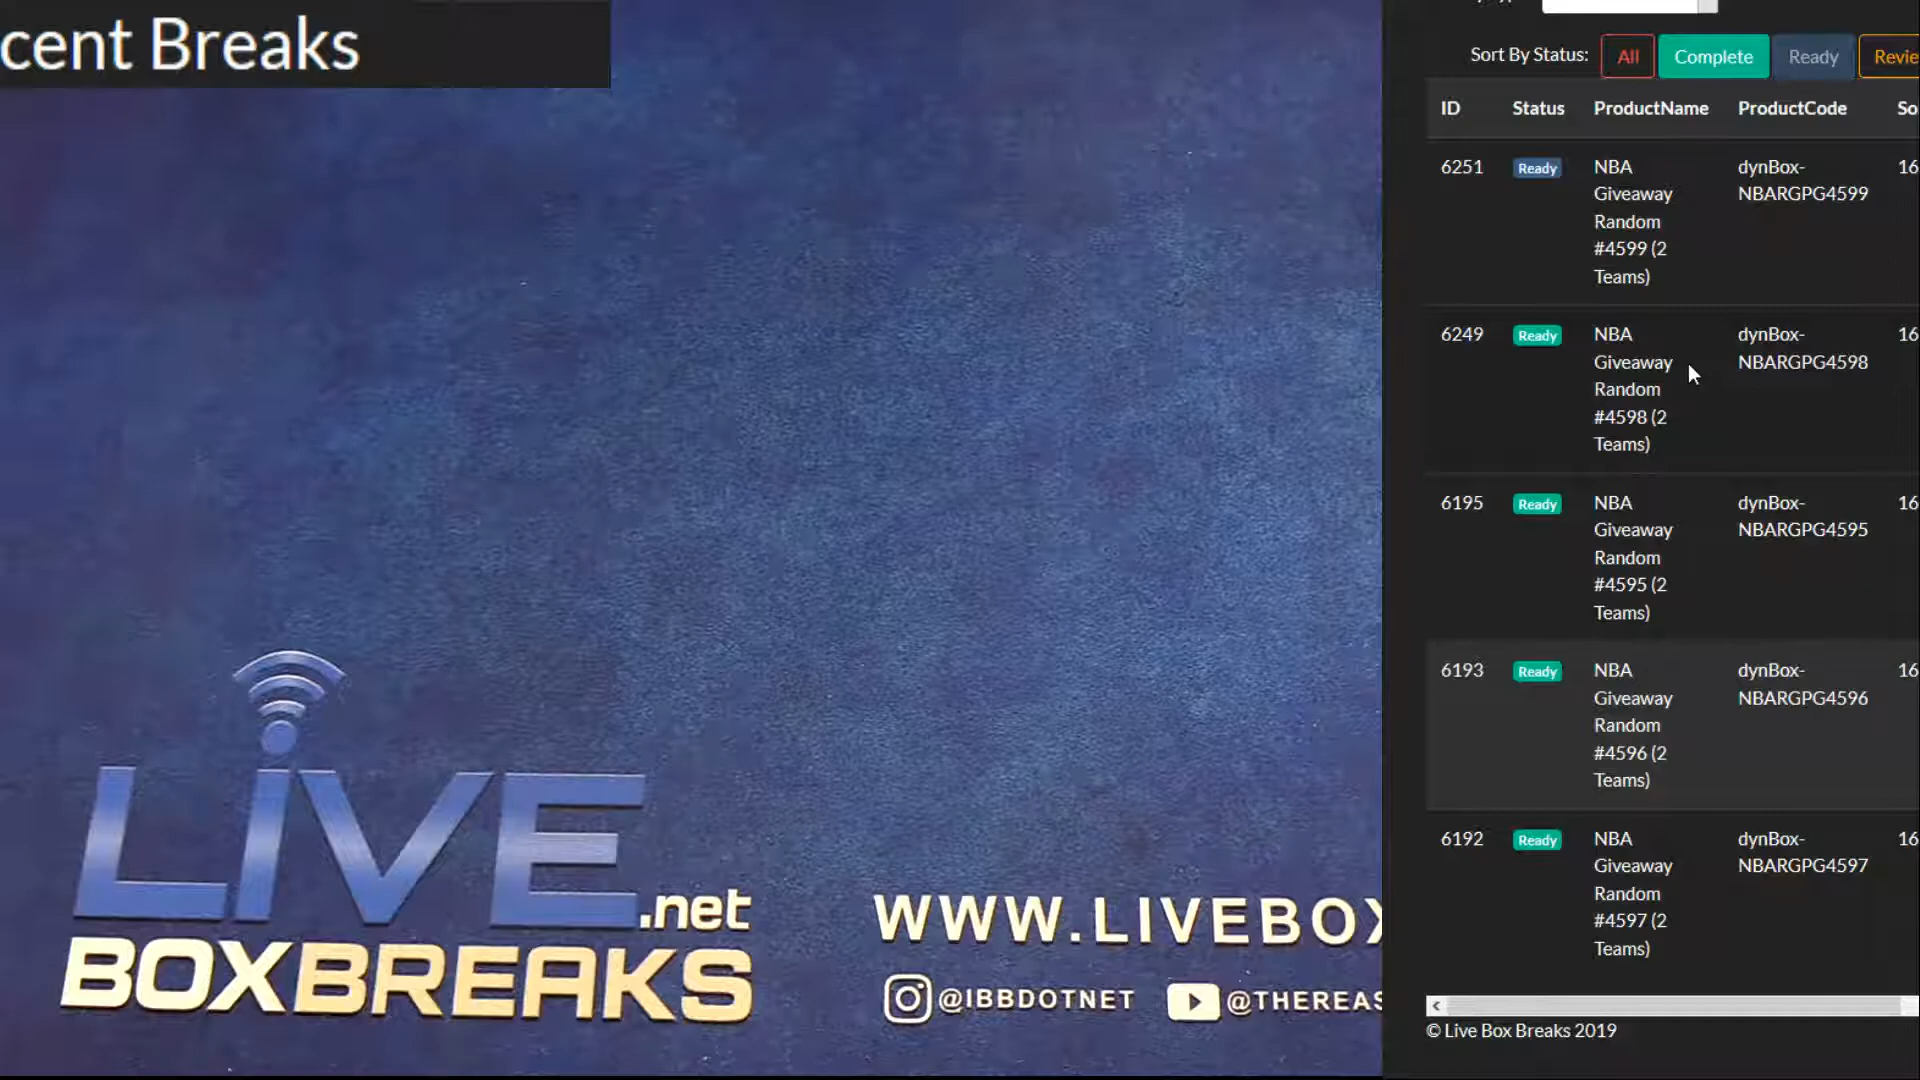 cent Breaks
Sort By Status: All Complete Ready Revie
ID Status ProductName ProductCode So
6251 Ready NBA Giveaway Random #4599 (2 Teams) dynBox-NBARGPG4599 16
6249 Ready NBA Giveaway Random #4598 (2 Teams) dynBox-NBARGPG4598 16
6195 Ready NBA Giveaway Random #4595 (2 Teams) dynBox-NBARGPG4595 16
6193 Ready NBA Giveaway Random #4596 (2 Teams) dynBox-NBARGPG4596 16
6192 Ready NBA Giveaway Random #4597 (2 Teams) dynBox-NBARGPG4597 16
© Live Box Breaks 2019
LIVE.net
BOXBREAKS
WWW.LIVEBOX
@IBBDOTNET @THEREAS